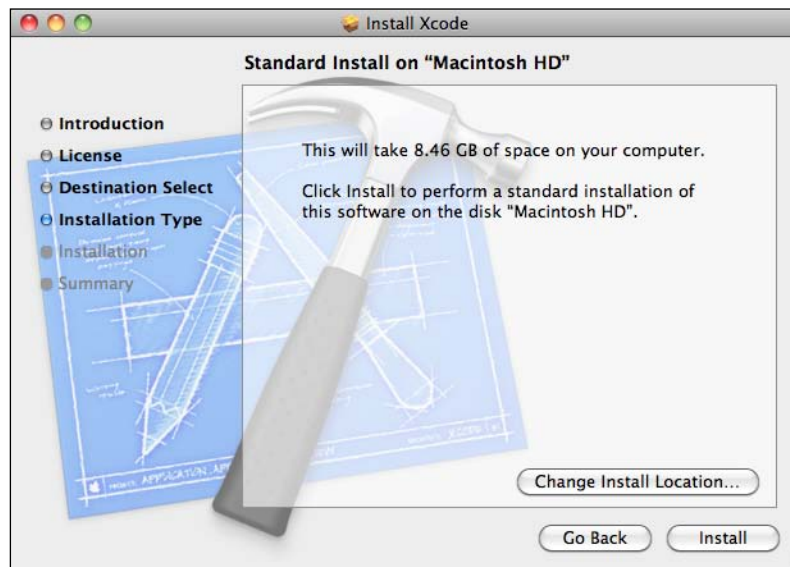 Install Xcode
Standard Install on “Macintosh HD”
Introduction
License
Destination Select
Installation Type
Installation
Summary
This will take 8.46 GB of space on your computer.
Click Install to perform a standard installation of
this software on the disk “Macintosh HD”.
Change Install Location...
Go Back
Install